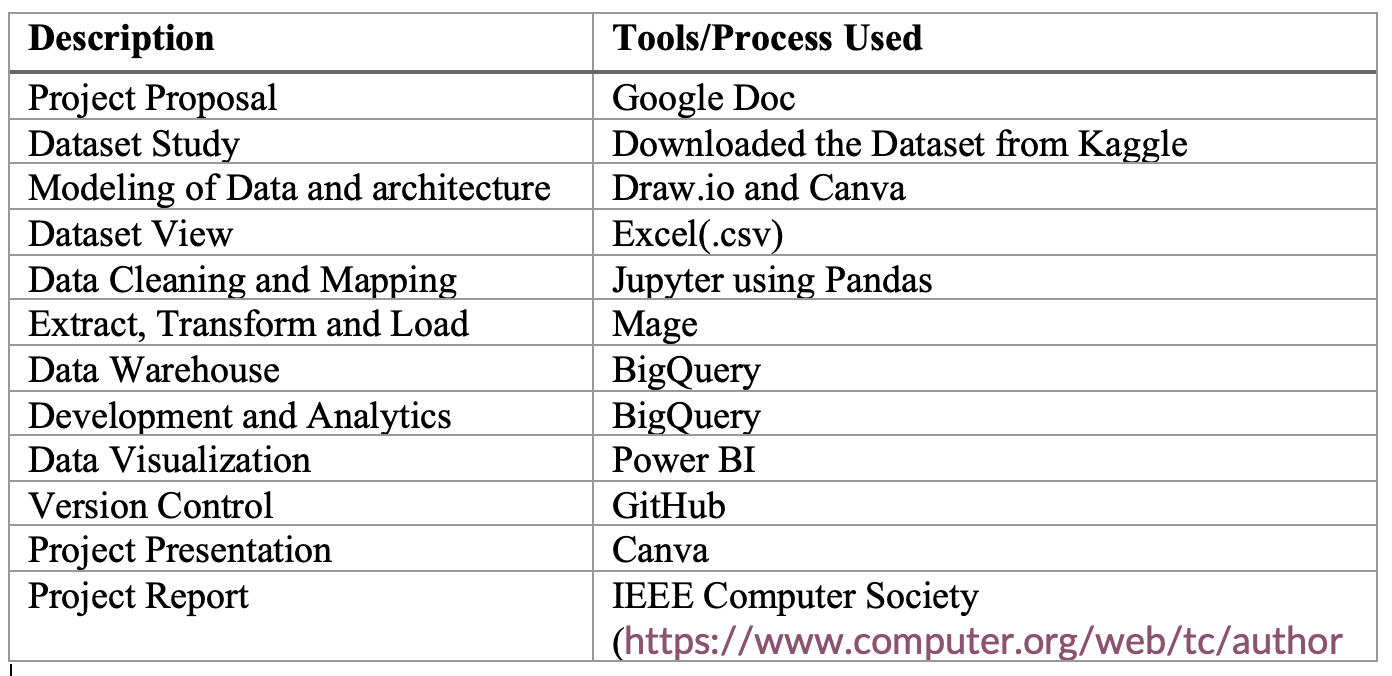 Description Tools/Process Used
Project Proposal Google Doc
Dataset Study Downloaded the Dataset from Kaggle
Modeling of Data and architecture Draw.io and Canva
Dataset View Excel(.csv)
Data Cleaning and Mapping Jupyter using Pandas
Extract, Transform and Load Mage
Data Warehouse BigQuery
Development and Analytics BigQuery
Data Visualization Power BI
Version Control GitHub
Project Presentation Canva
Project Report IEEE Computer Society
(https://www.computer.org/web/tc/author